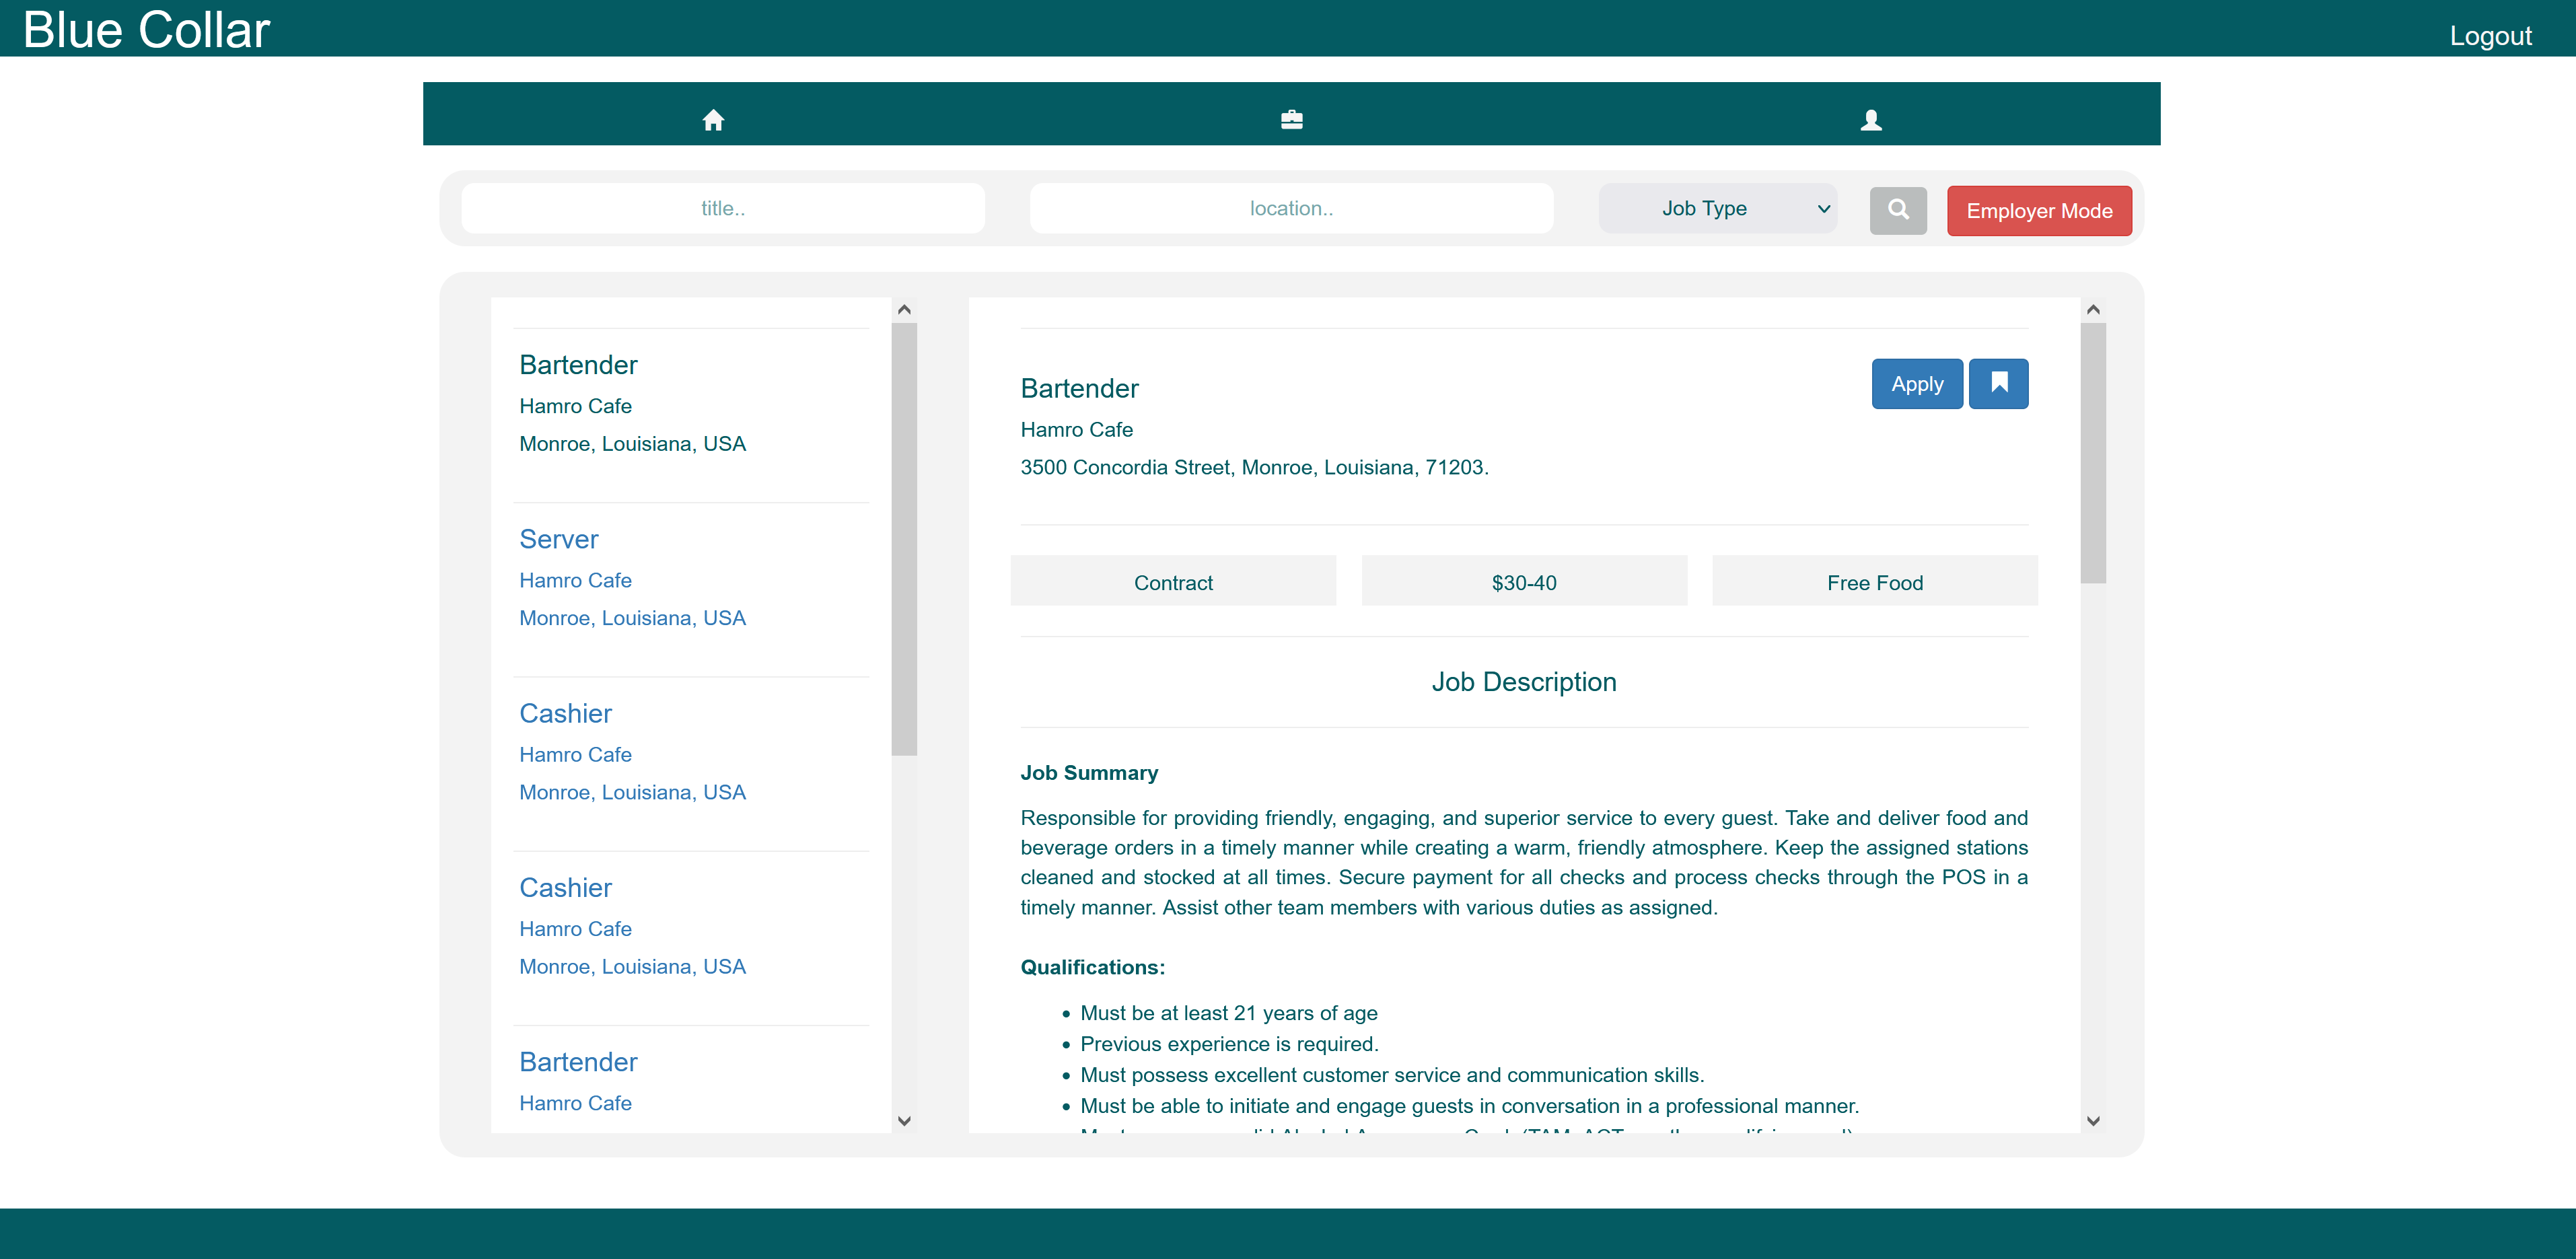 Blue Collar
Logout
title..
location..
Job Type
Employer Mode
Bartender
Hamro Cafe
Monroe, Louisiana, USA
Server
Hamro Cafe
Monroe, Louisiana, USA
Cashier
Hamro Cafe
Monroe, Louisiana, USA
Cashier
Hamro Cafe
Monroe, Louisiana, USA
Bartender
Hamro Cafe
Bartender
Apply
Hamro Cafe
3500 Concordia Street, Monroe, Louisiana, 71203.
Contract
$30-40
Free Food
Job Description
Job Summary
Responsible for providing friendly, engaging, and superior service to every guest. Take and deliver food and
beverage orders in a timely manner while creating a warm, friendly atmosphere. Keep the assigned stations
cleaned and stocked at all times. Secure payment for all checks and process checks through the POS in a
timely manner. Assist other team members with various duties as assigned.
Qualifications:
• Must be at least 21 years of age
• Previous experience is required.
• Must possess excellent customer service and communication skills.
• Must be able to initiate and engage guests in conversation in a professional manner.